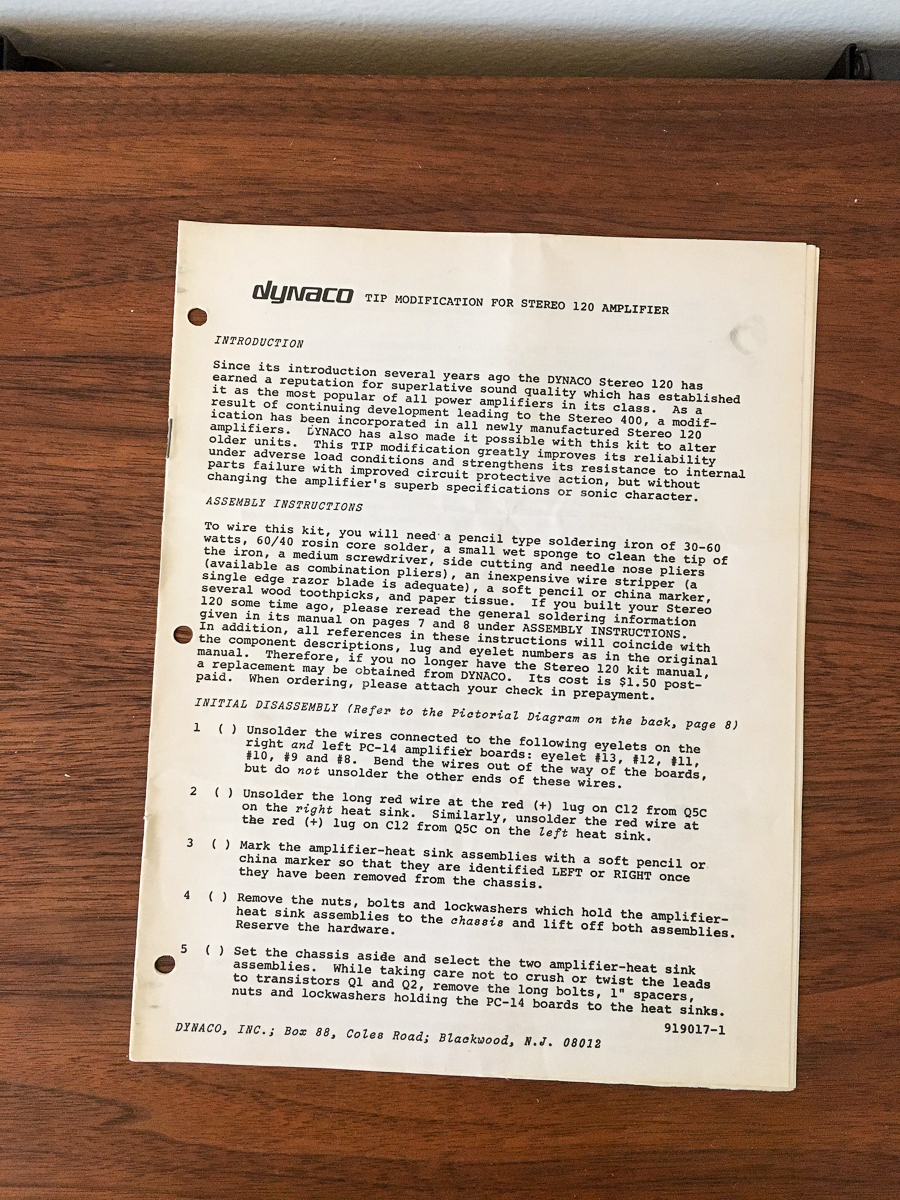 dynaco TIP MODIFICATION FOR STEREO 120 AMPLIFIER
INTRODUCTION
Since its introduction several years ago the DYNACO Stereo 120 has
earned a reputation for superlative sound quality which has established
it as the most popular of all power amplifiers in its class. As a
result of continuing development leading to the Stereo 400, a modif-
ication has been incorporated in all newly manufactured Stereo 120
amplifiers. DYNACO has also made it possible with this kit to alter
older units. This TIP modification greatly improves its reliability
under adverse load conditions and strengthens its resistance to internal
parts failure with improved circuit protective action, but without
changing the amplifier's superb specifications or sonic character.
ASSEMBLY INSTRUCTIONS
To wire this kit, you will need a pencil type soldering iron of 30-60
watts, 60/40 rosin core solder, a small wet sponge to clean the tip of
the iron, a medium screwdriver, side cutting and needle nose pliers
(available as combination pliers), an inexpensive wire stripper (a
single edge razor blade is adequate), a soft pencil or china marker,
several wood toothpicks, and paper tissue. If you built your Stereo
120 some time ago, please reread the general soldering information
given in its manual on pages 7 and 8 under ASSEMBLY INSTRUCTIONS.
In addition, all references in these instructions will coincide with
the component descriptions, lug and eyelet numbers as in the original
manual. Therefore, if you no longer have the Stereo 120 kit manual,
a replacement may be obtained from DYNACO. Its cost is $1.50 post-
paid. When ordering, please attach your check in prepayment.
INITIAL DISASSEMBLY (Refer to the Pictorial Diagram on the back, page 8)
1 ( ) Unsolder the wires connected to the following eyelets on the
right and left PC-14 amplifier boards: eyelet #13, #12, #11,
#10, #9 and #8. Bend the wires out of the way of the boards,
but do not unsolder the other ends of these wires.
2 ( ) Unsolder the long red wire at the red (+) lug on C12 from Q5C
on the right heat sink. Similarly, unsolder the red wire at
the red (+) lug on C12 from Q5C on the left heat sink.
3 ( ) Mark the amplifier-heat sink assemblies with a soft pencil or
china marker so that they are identified LEFT or RIGHT once
they have been removed from the chassis.
4 ( ) Remove the nuts, bolts and lockwashers which hold the amplifier-
heat sink assemblies to the chassis and lift off both assemblies.
Reserve the hardware.
5 ( ) Set the chassis aside and select the two amplifier-heat sink
assemblies. While taking care not to crush or twist the leads
to transistors Q1 and Q2, remove the long bolts, 1" spacers,
nuts and lockwashers holding the PC-14 boards to the heat sinks.
919017-1
DYNACO, INC.; Box 88, Coles Road; Blackwood, N.J. 08012